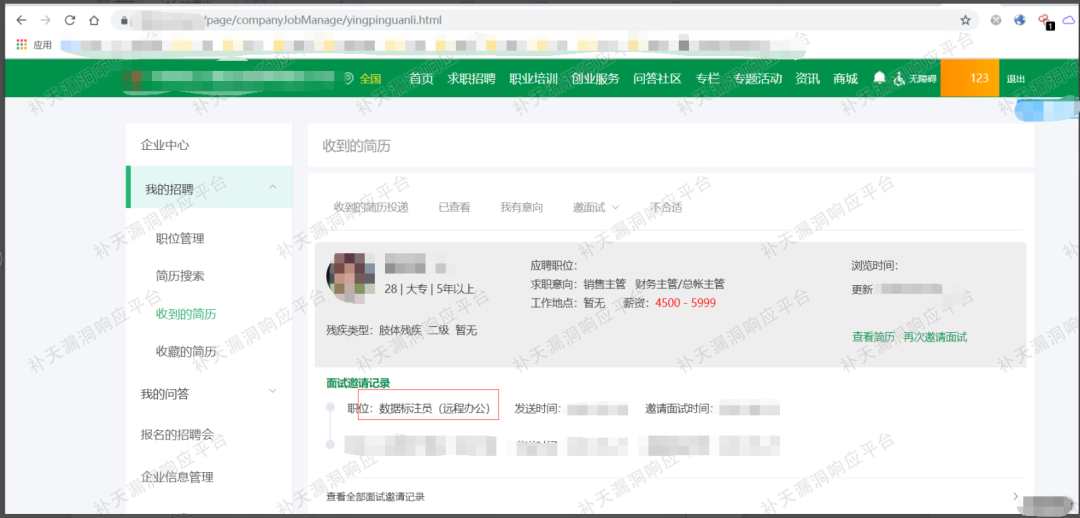 /page/companyJobManage/yingpinguanli.html
应用
全国 首页 求职招聘 职业培训 创业服务 问答社区 专栏 专题活动 资讯 商城 无障碍 123 退出
企业中心
我的招聘
职位管理
简历搜索
收到的简历
收藏的简历
我的问答
报名的招聘会
企业信息管理
收到的简历
收到的简历投递 已查看 我有意向 邀面试 不合适
28 | 大专 | 5年以上
残疾类型：肢体残疾 二级 暂无
应聘职位：
求职意向：销售主管 财务主管/总帐主管
工作地点：暂无 薪资：4500 - 5999
浏览时间：
更新
查看简历 再次邀请面试
面试邀请记录
职位：数据标注员（远程办公） 发送时间： 邀请面试时间：
查看全部面试邀请记录
补天漏洞响应平台